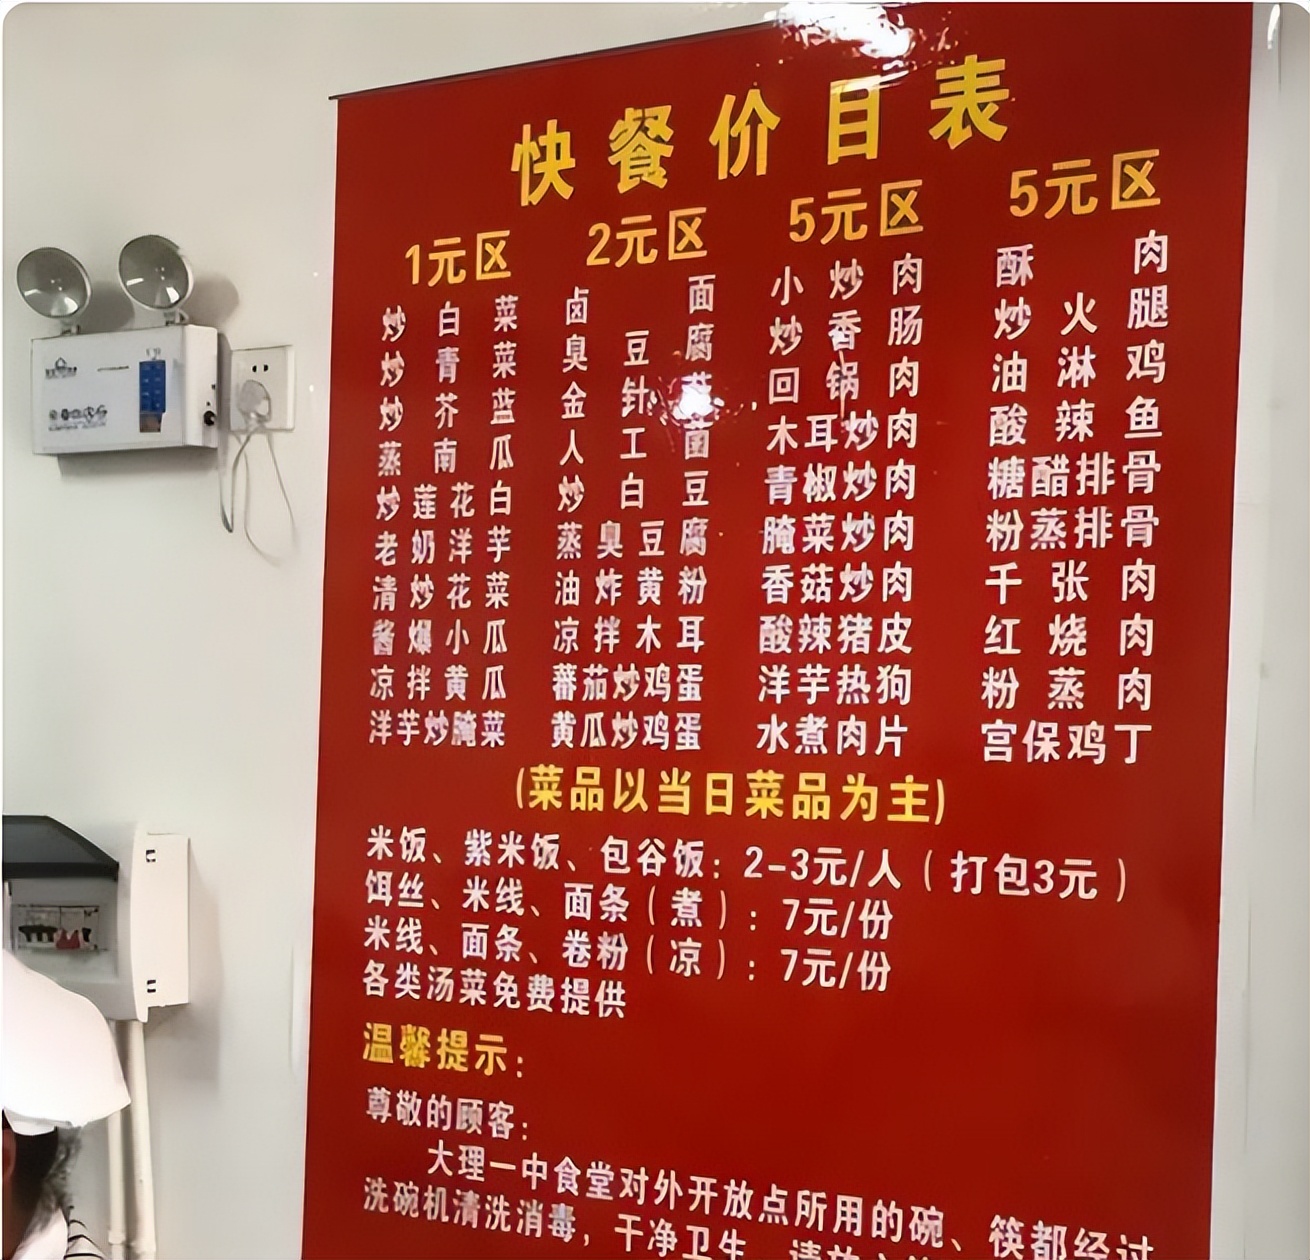 快餐价目表
1元区 2元区 5元区 5元区
炒白菜 卤面 小炒肉 酥肉
炒青菜 臭豆腐 炒香肠 炒火腿
炒芥蓝 金针菇 回锅肉 油淋鸡
蒸南瓜 人工菌 木耳炒肉 酸辣鱼
炒莲花白 炒白豆 青椒炒肉 糖醋排骨
老奶洋芋 蒸臭豆腐 腌菜炒肉 粉蒸排骨
清炒花菜 油炸黄粉 香菇炒肉 千张肉
酱爆小瓜 凉拌木耳 酸辣猪皮 红烧肉
凉拌黄瓜 蕃茄炒鸡蛋 洋芋热狗 粉蒸肉
洋芋炒腌菜 黄瓜炒鸡蛋 水煮肉片 宫保鸡丁
(菜品以当日菜品为主)
米饭、紫米饭、包谷饭：2-3元/人（打包3元）
饵丝、米线、面条（煮）：7元/份
米线、面条、卷粉（凉）：7元/份
各类汤菜免费提供
温馨提示：
尊敬的顾客：
大理一中食堂对外开放点所用的碗、筷都经过
洗碗机清洗消毒，干净卫生